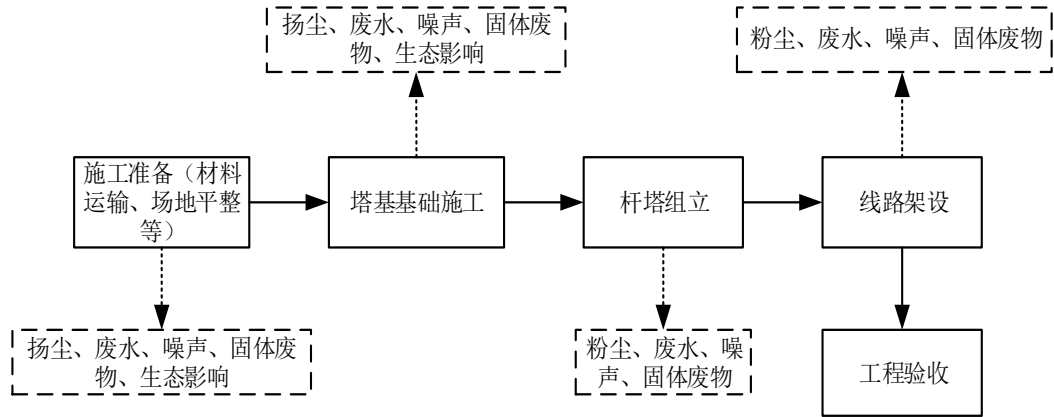 扬尘、废水、噪声、固体废
物、生态影响
粉尘、废水、噪声、固体废物
施工准备（材料
运输、场地平整
等）
塔基基础施工
杆塔组立
线路架设
扬尘、废水、噪声、固体废
物、生态影响
粉尘、废水、噪
声、固体废物
工程验收